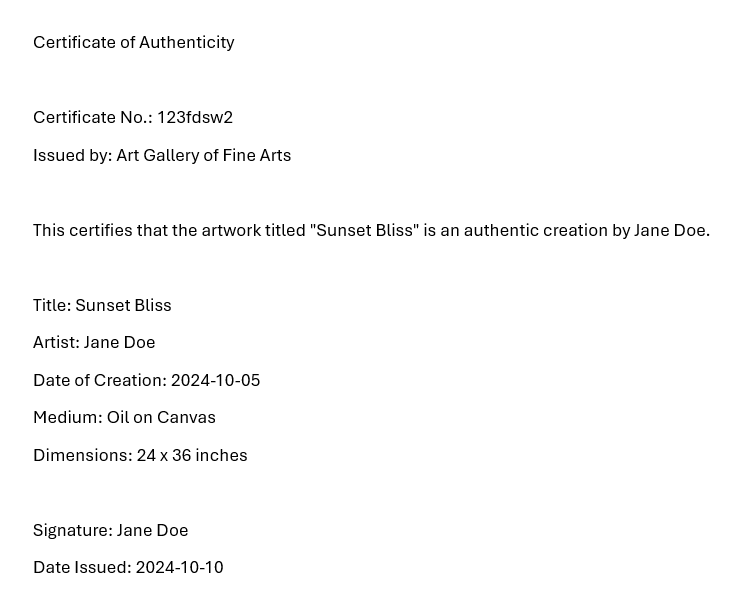 Certificate of Authenticity
Certificate No.: 123fdsw2
Issued by: Art Gallery of Fine Arts
This certifies that the artwork titled "Sunset Bliss" is an authentic creation by Jane Doe.
Title: Sunset Bliss
Artist: Jane Doe
Date of Creation: 2024-10-05
Medium: Oil on Canvas
Dimensions: 24 x 36 inches
Signature: Jane Doe
Date Issued: 2024-10-10